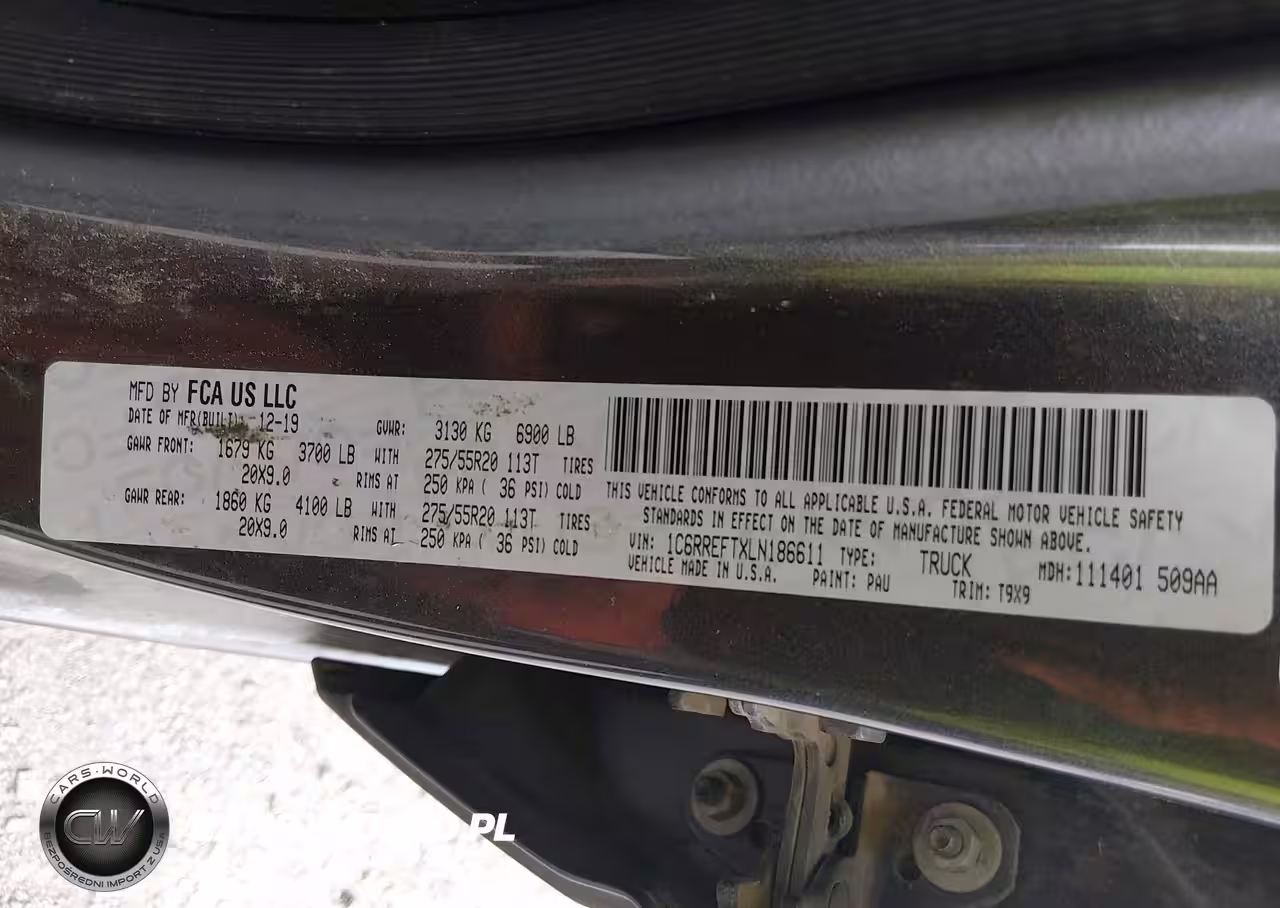 MFD BY FCA US LLC
DATE OF MFR(BUILT): 12-19 GVWR: 3130 KG 6900 LB
GAWR FRONT: 1679 KG 3700 LB WITH 275/55R20 113T TIRES
20X9.0 RIMS AT 250 KPA ( 36 PSI) COLD
GAWR REAR: 1860 KG 4100 LB WITH 275/55R20 113T TIRES
20X9.0 RIMS AT 250 KPA ( 36 PSI) COLD
THIS VEHICLE CONFORMS TO ALL APPLICABLE U.S.A. FEDERAL MOTOR VEHICLE SAFETY
STANDARDS IN EFFECT ON THE DATE OF MANUFACTURE SHOWN ABOVE.
VIN: 1C6RREFTXLN186611 TYPE: TRUCK MDH:111401 509AA
VEHICLE MADE IN U.S.A. PAINT: PAU TRIM: T9X9
CARS-WORLD
CW
BEZPOŚREDNI IMPORT Z USA
.PL